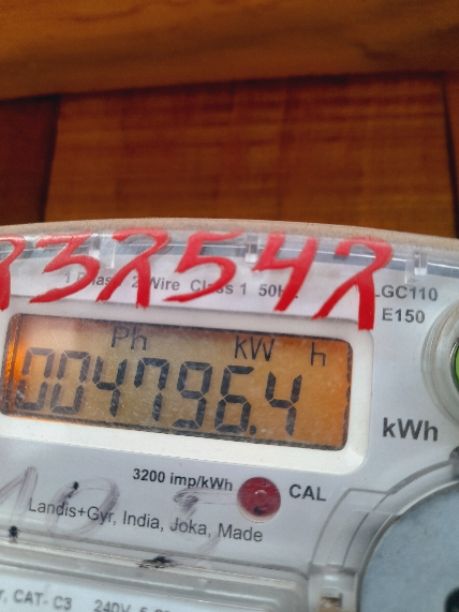 232542
1 Phase 2 Wire Class 1 50Hz
LGC110
E150
Ph kW h
004796.4
kWh
3200 imp/kWh CAL
Landis+Gyr, India, Joka, Made
CAT- C3 240V